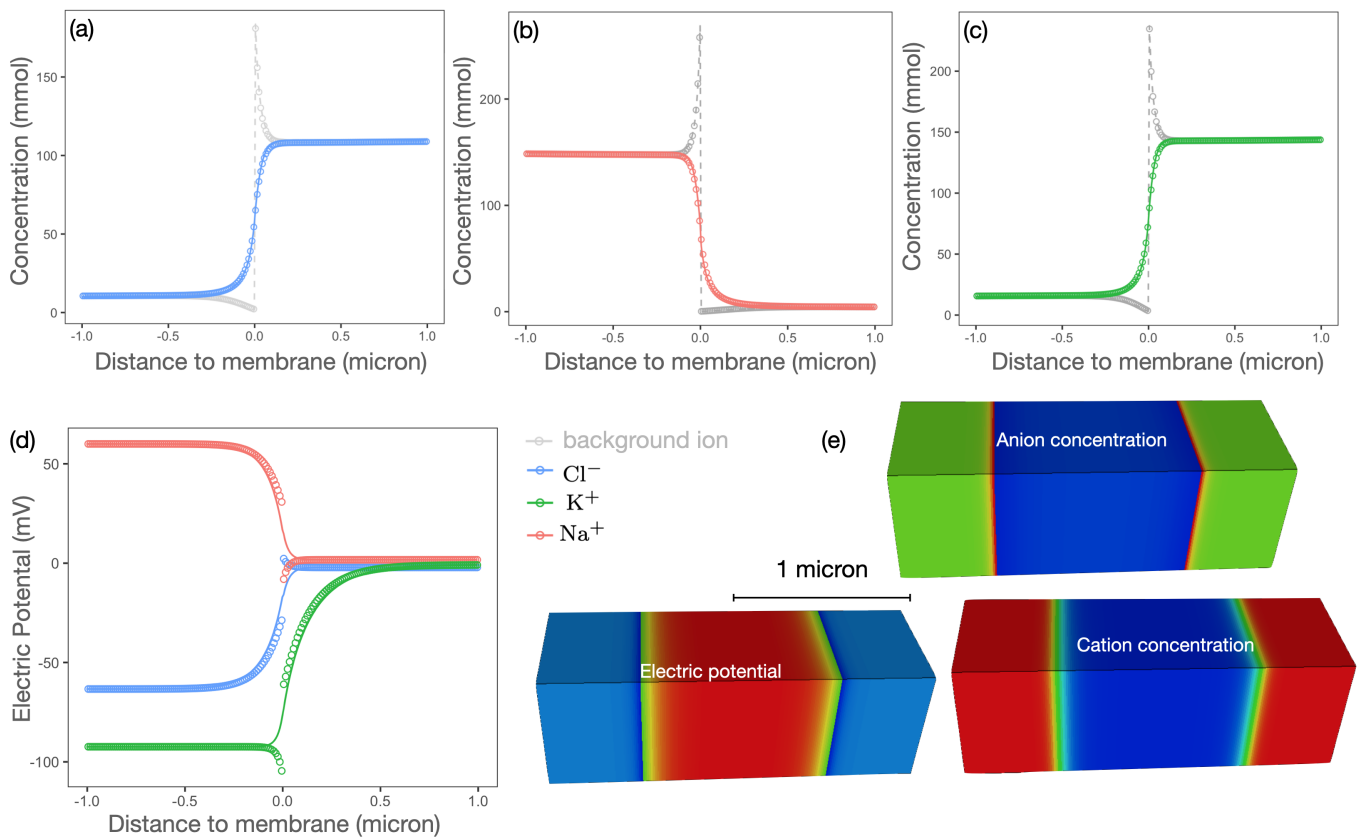 (a)
150
100
50
0
-1.0 -0.5 0.0 0.5 1.0
Concentration (mmol)
Distance to membrane (micron)
(b)
200
100
0
-1.0 -0.5 0.0 0.5 1.0
Concentration (mmol)
Distance to membrane (micron)
(c)
200
150
100
50
0
-1.0 -0.5 0.0 0.5 1.0
Concentration (mmol)
Distance to membrane (micron)
(d)
50
0
-50
-100
-1.0 -0.5 0.0 0.5 1.0
Electric Potential (mV)
Distance to membrane (micron)
background ion
Cl⁻
K⁺
Na⁺
(e)
Anion concentration
1 micron
Electric potential
Cation concentration